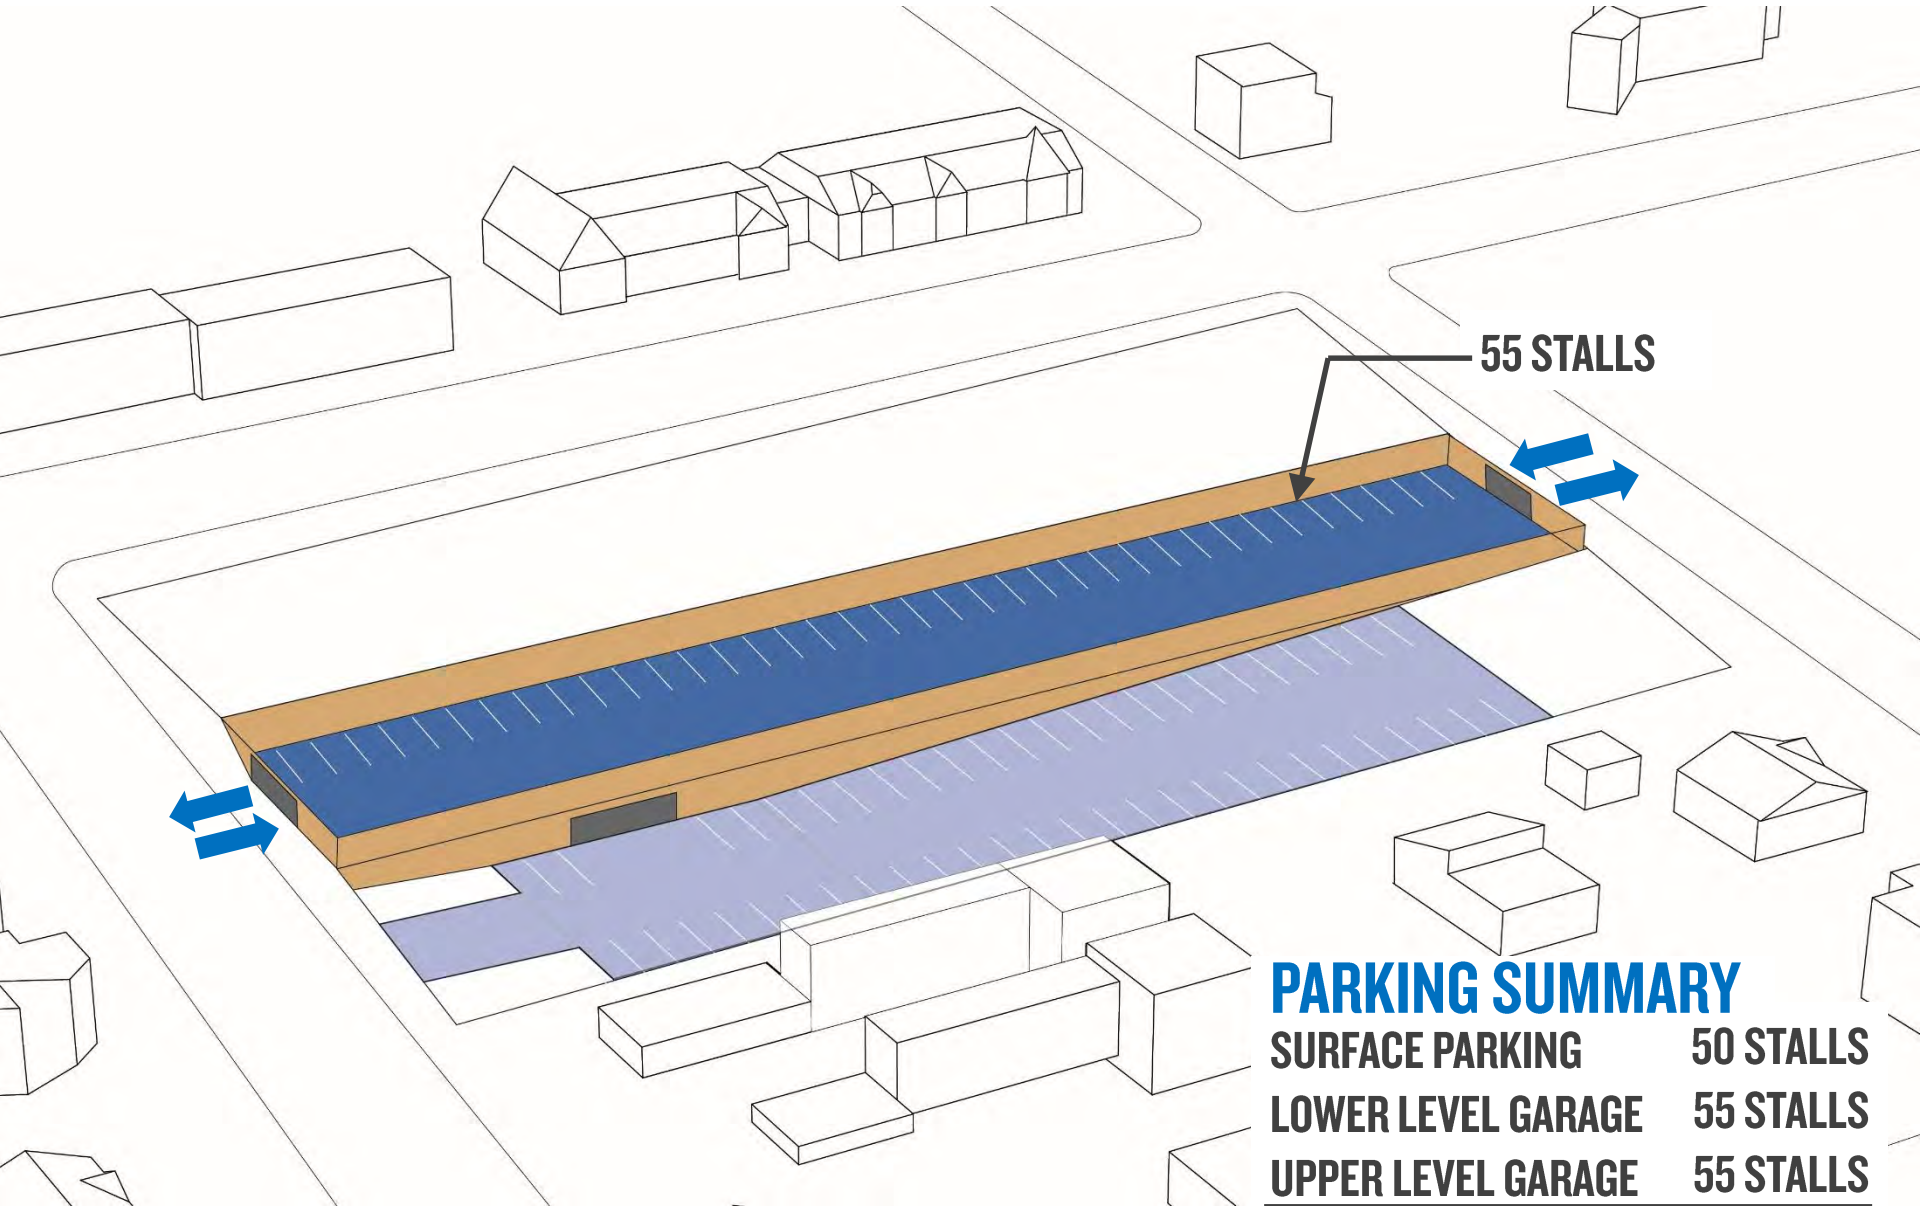 55 STALLS
PARKING SUMMARY
SURFACE PARKING 50 STALLS
LOWER LEVEL GARAGE 55 STALLS
UPPER LEVEL GARAGE 55 STALLS